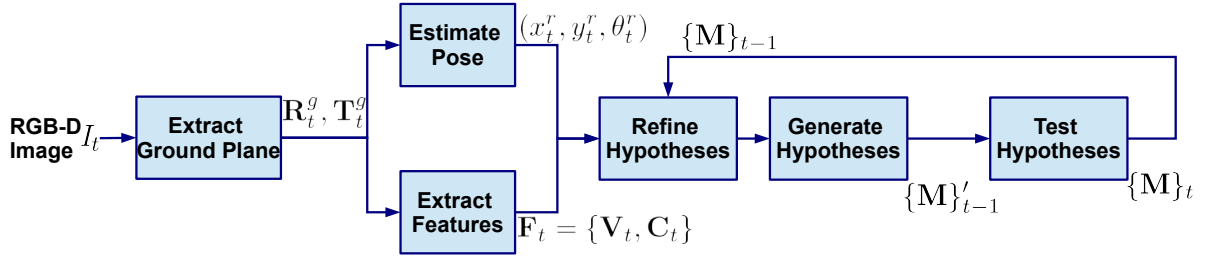 RGB-D
Image I_t
Extract
Ground Plane
R_t^g, T_t^g
Estimate
Pose
(x_t^r, y_t^r, θ_t^r)
Extract
Features
F_t = {V_t, C_t}
{M}_{t−1}
Refine
Hypotheses
Generate
Hypotheses
{M}'_{t−1}
Test
Hypotheses
{M}_t